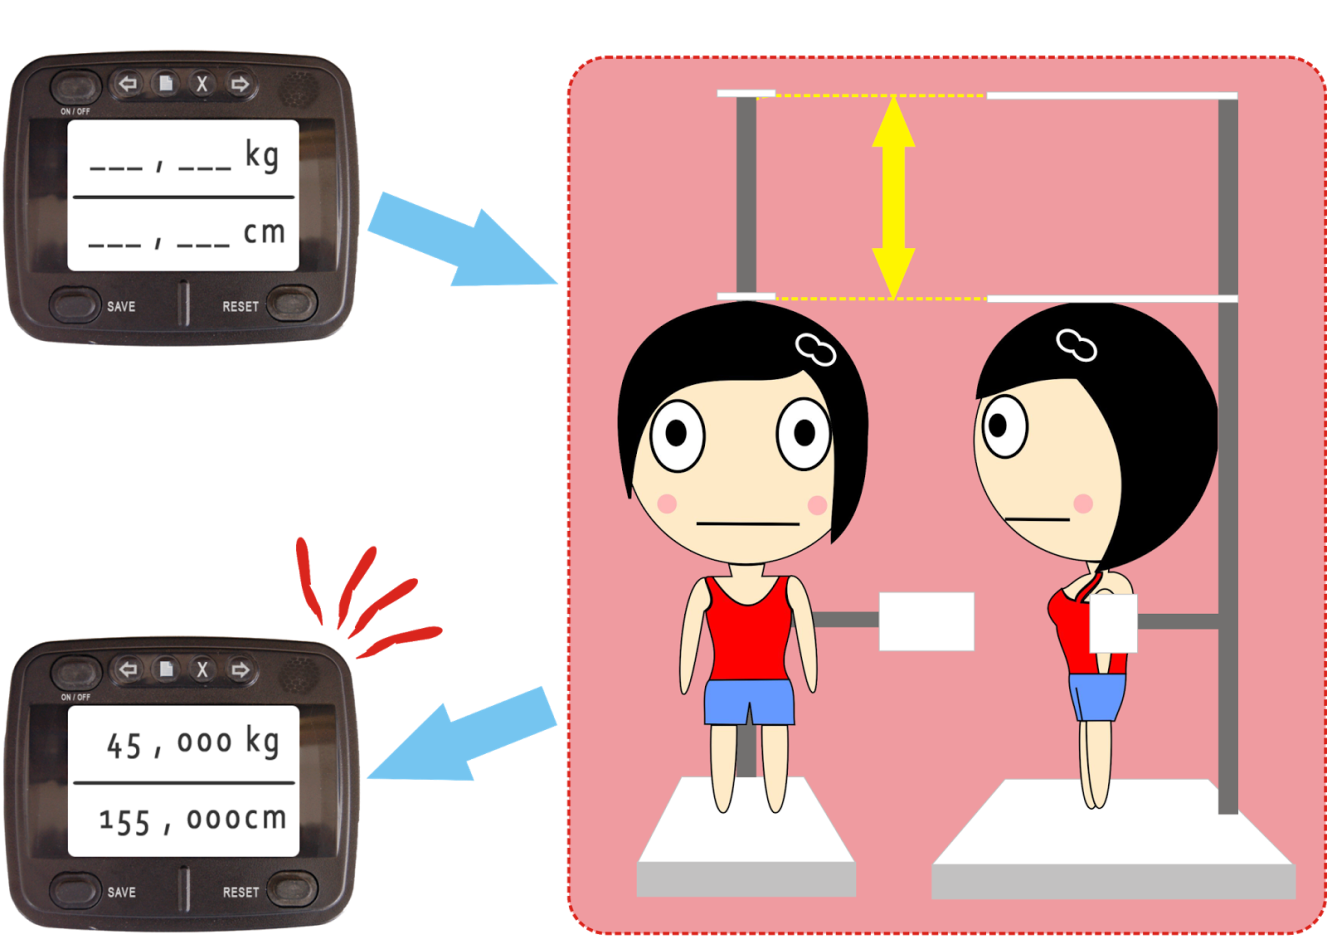 X
ON / OFF
___ , ___ kg
___ , ___ cm
SAVE RESET
X
ON / OFF
45 , 000 kg
155 , 000cm
SAVE RESET